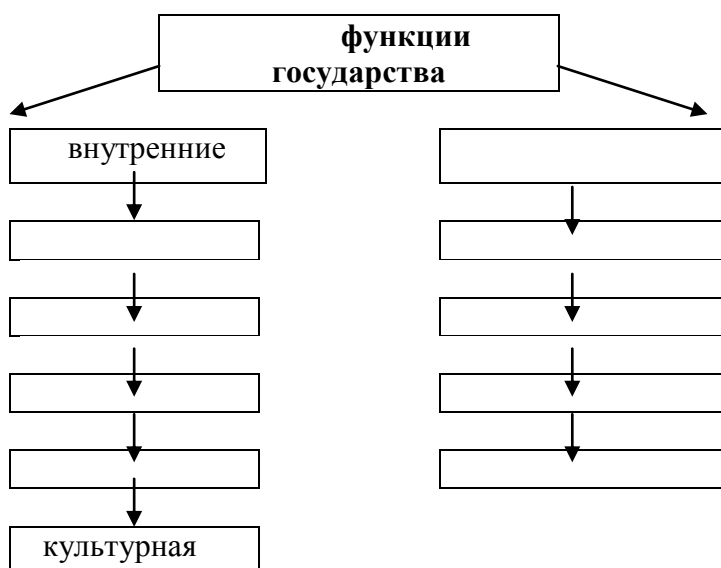 функции
государства
внутренние
культурная